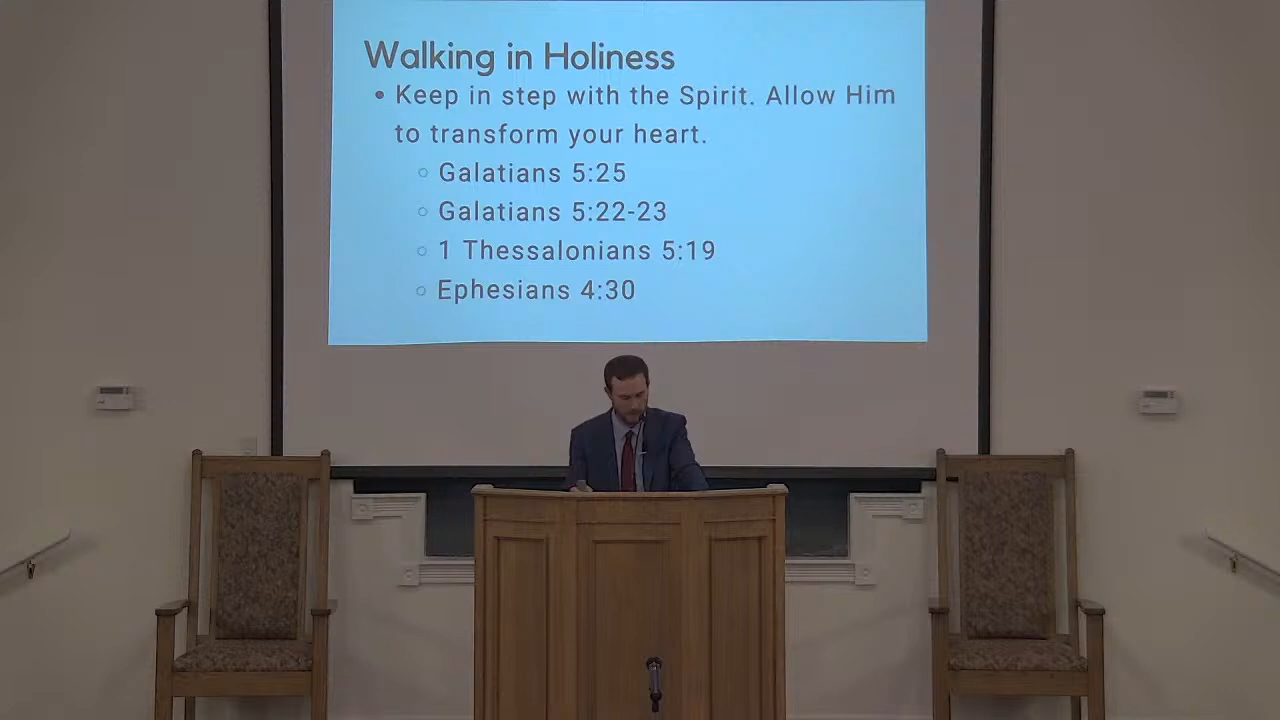 Walking in Holiness
• Keep in step with the Spirit. Allow Him
to transform your heart.
○ Galatians 5:25
○ Galatians 5:22-23
○ 1 Thessalonians 5:19
○ Ephesians 4:30